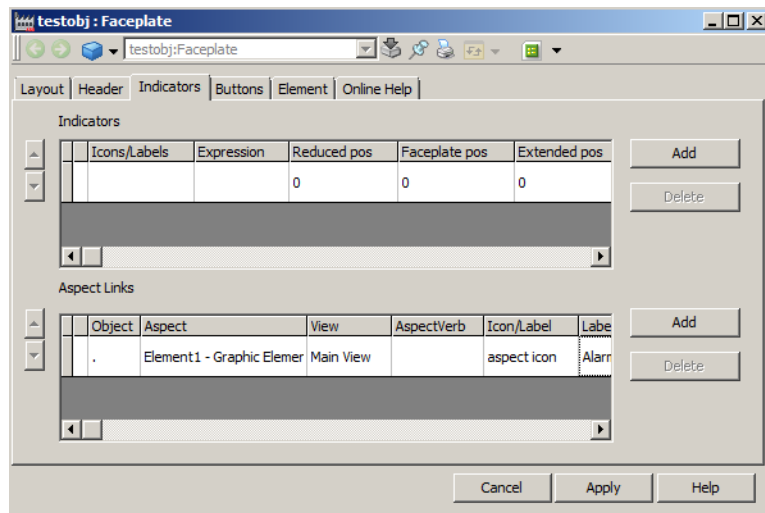 testobj : Faceplate
testobj:Faceplate
Layout Header Indicators Buttons Element Online Help
Indicators
Icons/Labels Expression Reduced pos Faceplate pos Extended pos
0 0 0
Add
Delete
Aspect Links
Object Aspect View AspectVerb Icon/Label Labe
. Element1 - Graphic Elemer Main View aspect icon Alarm
Add
Delete
Cancel Apply Help